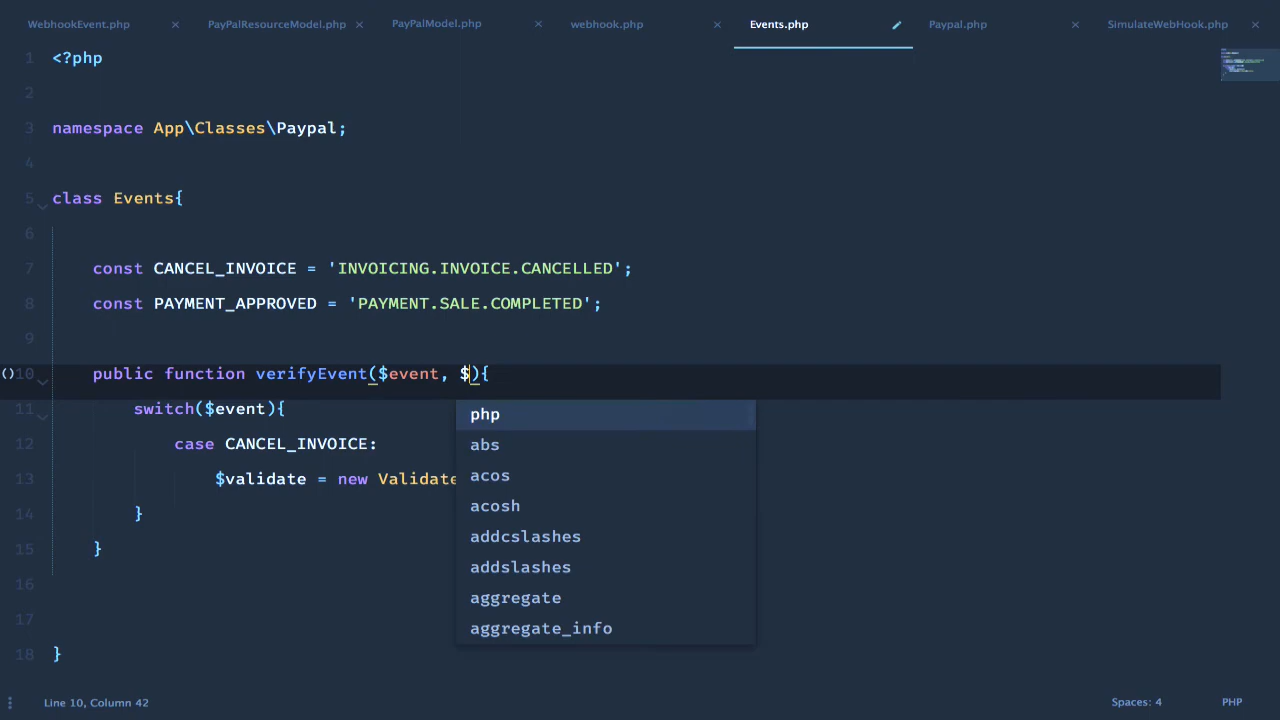 WebhookEvent.php × PayPalResourceModel.php × PayPalModel.php × webhook.php × Events.php Paypal.php × SimulateWebHook.php ×
1 <?php
2
3 namespace App\Classes\Paypal;
4
5 class Events{
6
7 const CANCEL_INVOICE = 'INVOICING.INVOICE.CANCELLED';
8 const PAYMENT_APPROVED = 'PAYMENT.SALE.COMPLETED';
9
()10 public function verifyEvent($event, $){
11 switch($event){
php
12 case CANCEL_INVOICE:
abs
13 $validate = new Validate
acos
acosh
14 }
addcslashes
15 }
addslashes
16
aggregate
17
aggregate_info
18 }
Line 10, Column 42 Spaces: 4 PHP